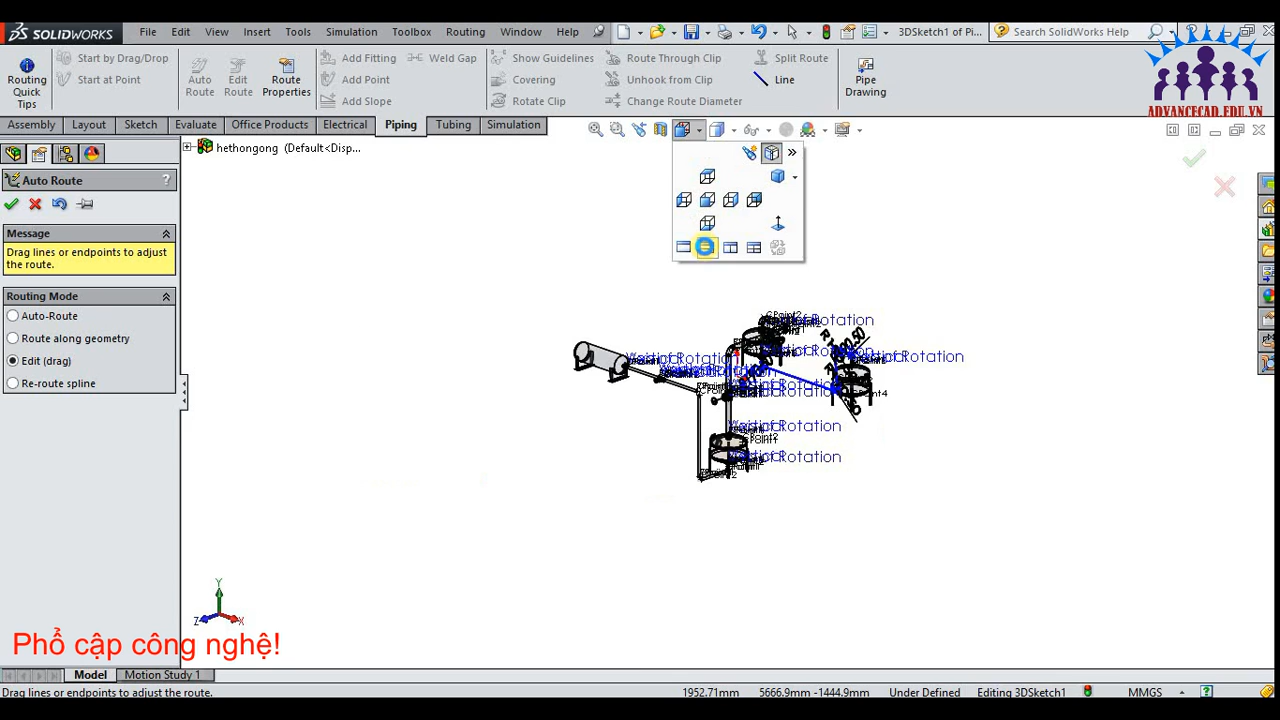 SOLIDWORKS File Edit View Insert Tools Simulation Toolbox Routing Window Help 3DSketch1 of Pi... Search SolidWorks Help
Routing Quick Tips
Start by Drag/Drop
Start at Point
Auto Route
Edit Route
Route Properties
Add Fitting
Add Point
Add Slope
Weld Gap
Show Guidelines
Covering
Rotate Clip
Route Through Clip
Unhook from Clip
Change Route Diameter
Split Route
Line
Pipe Drawing
ADVANCECAD.EDU.VN
Assembly Layout Sketch Evaluate Office Products Electrical Piping Tubing Simulation
hethongong (Default<Disp...
Auto Route ?
Message
Drag lines or endpoints to adjust
the route.
Routing Mode
Auto-Route
Route along geometry
Edit (drag)
Re-route spline
of Rotation
of Rotation
of Rotation
of Rotation
Y
Z
X
Phổ cập công nghệ!
Model Motion Study 1
Drag lines or endpoints to adjust the route. 1952.71mm 5666.9mm -1444.9mm Under Defined Editing 3DSketch1 MMGS